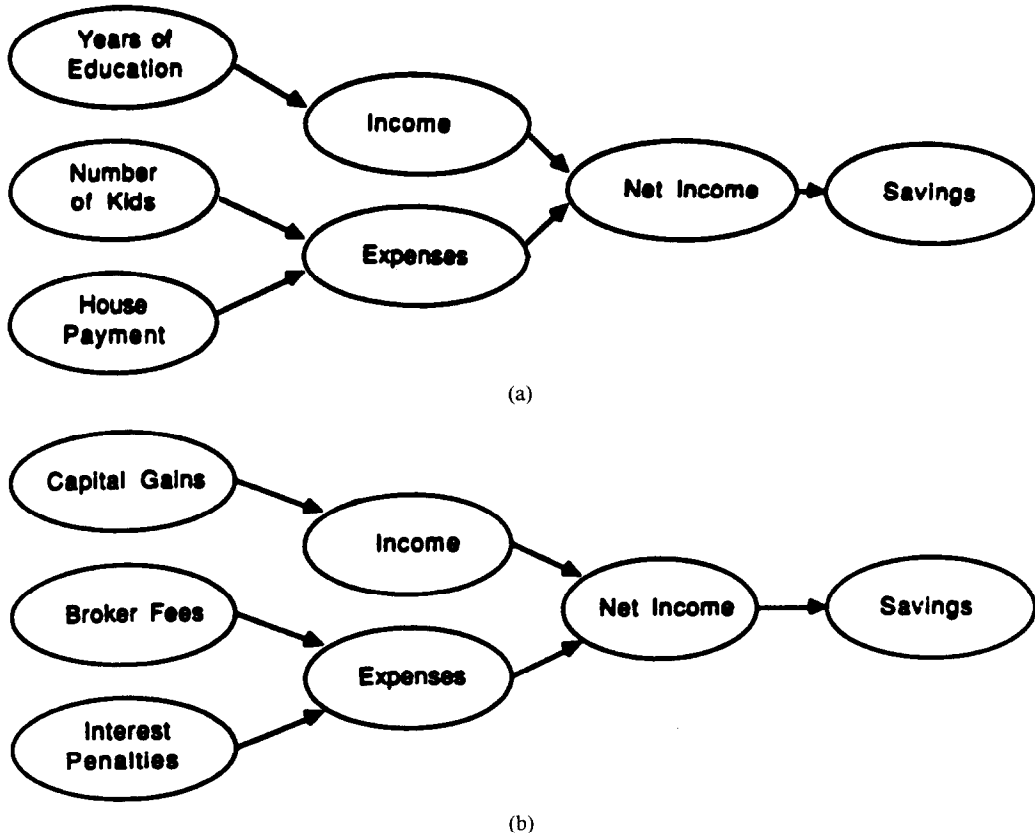 Years of
Education
Income
Number
of Kids
Net Income
Savings
Expenses
House
Payment
(a)
Capital Gains
Income
Broker Fees
Net Income
Savings
Expenses
Interest
Penalties
(b)